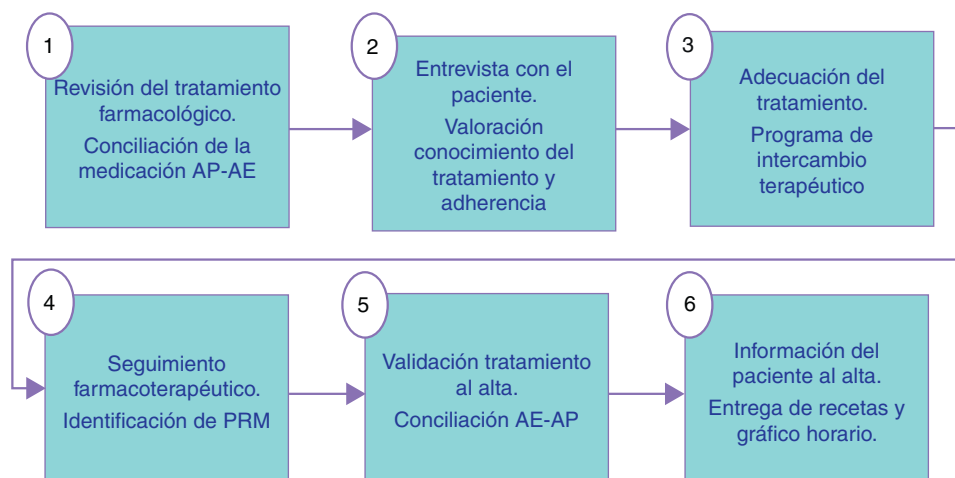 1
Revisión del tratamiento
farmacológico.
Conciliación de la
medicación AP-AE
2
Entrevista con el
paciente.
Valoración
conocimiento del
tratamiento y
adherencia
3
Adecuación del
tratamiento.
Programa de
intercambio
terapéutico
4
Seguimiento
farmacoterapéutico.
Identificación de PRM
5
Validación tratamiento
al alta.
Conciliación AE-AP
6
Información del
paciente al alta.
Entrega de recetas y
gráfico horario.